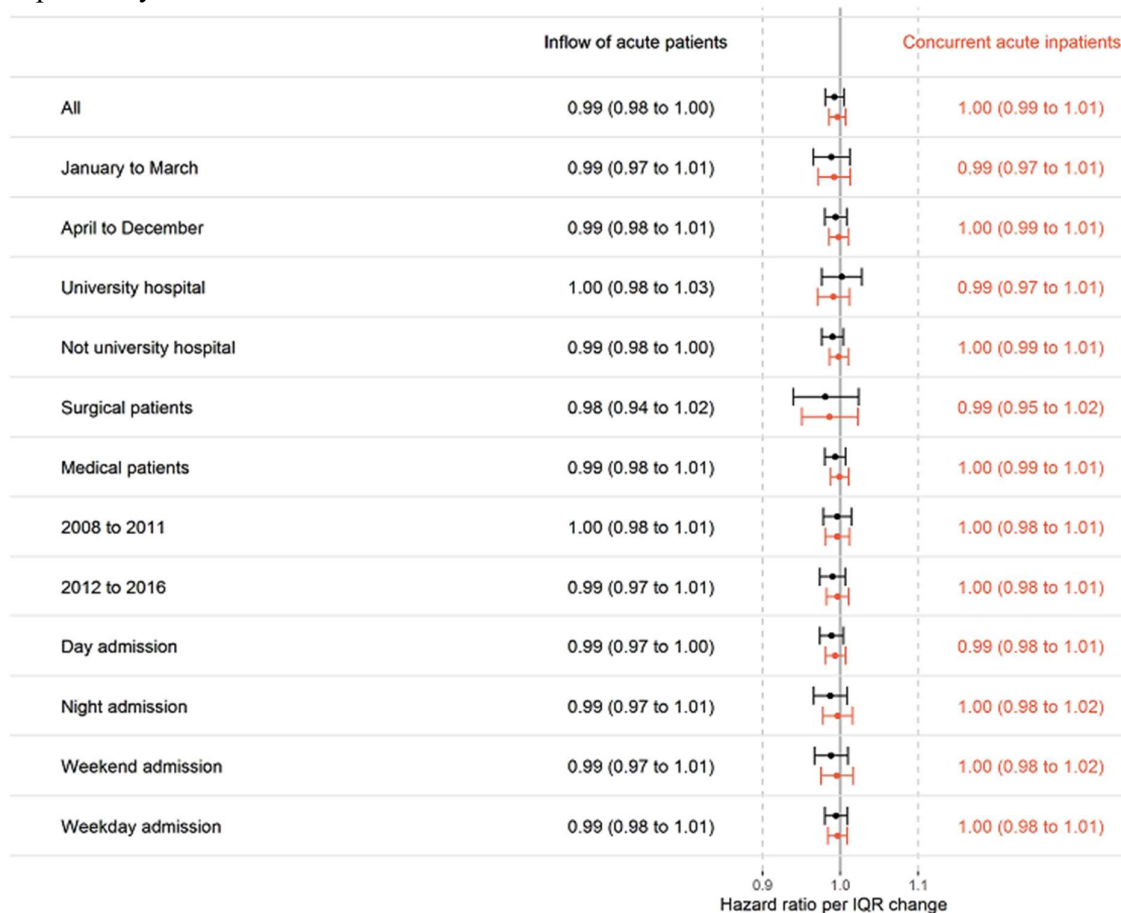 Inflow of acute patients Concurrent acute inpatients
All 0.99 (0.98 to 1.00) 1.00 (0.99 to 1.01)
January to March 0.99 (0.97 to 1.01) 0.99 (0.97 to 1.01)
April to December 0.99 (0.98 to 1.01) 1.00 (0.99 to 1.01)
University hospital 1.00 (0.98 to 1.03) 0.99 (0.97 to 1.01)
Not university hospital 0.99 (0.98 to 1.00) 1.00 (0.99 to 1.01)
Surgical patients 0.98 (0.94 to 1.02) 0.99 (0.95 to 1.02)
Medical patients 0.99 (0.98 to 1.01) 1.00 (0.99 to 1.01)
2008 to 2011 1.00 (0.98 to 1.01) 1.00 (0.98 to 1.01)
2012 to 2016 0.99 (0.97 to 1.01) 1.00 (0.98 to 1.01)
Day admission 0.99 (0.97 to 1.00) 0.99 (0.98 to 1.01)
Night admission 0.99 (0.97 to 1.01) 1.00 (0.98 to 1.02)
Weekend admission 0.99 (0.97 to 1.01) 1.00 (0.98 to 1.02)
Weekday admission 0.99 (0.98 to 1.01) 1.00 (0.98 to 1.01)
0.9 1.0 1.1
Hazard ratio per IQR change